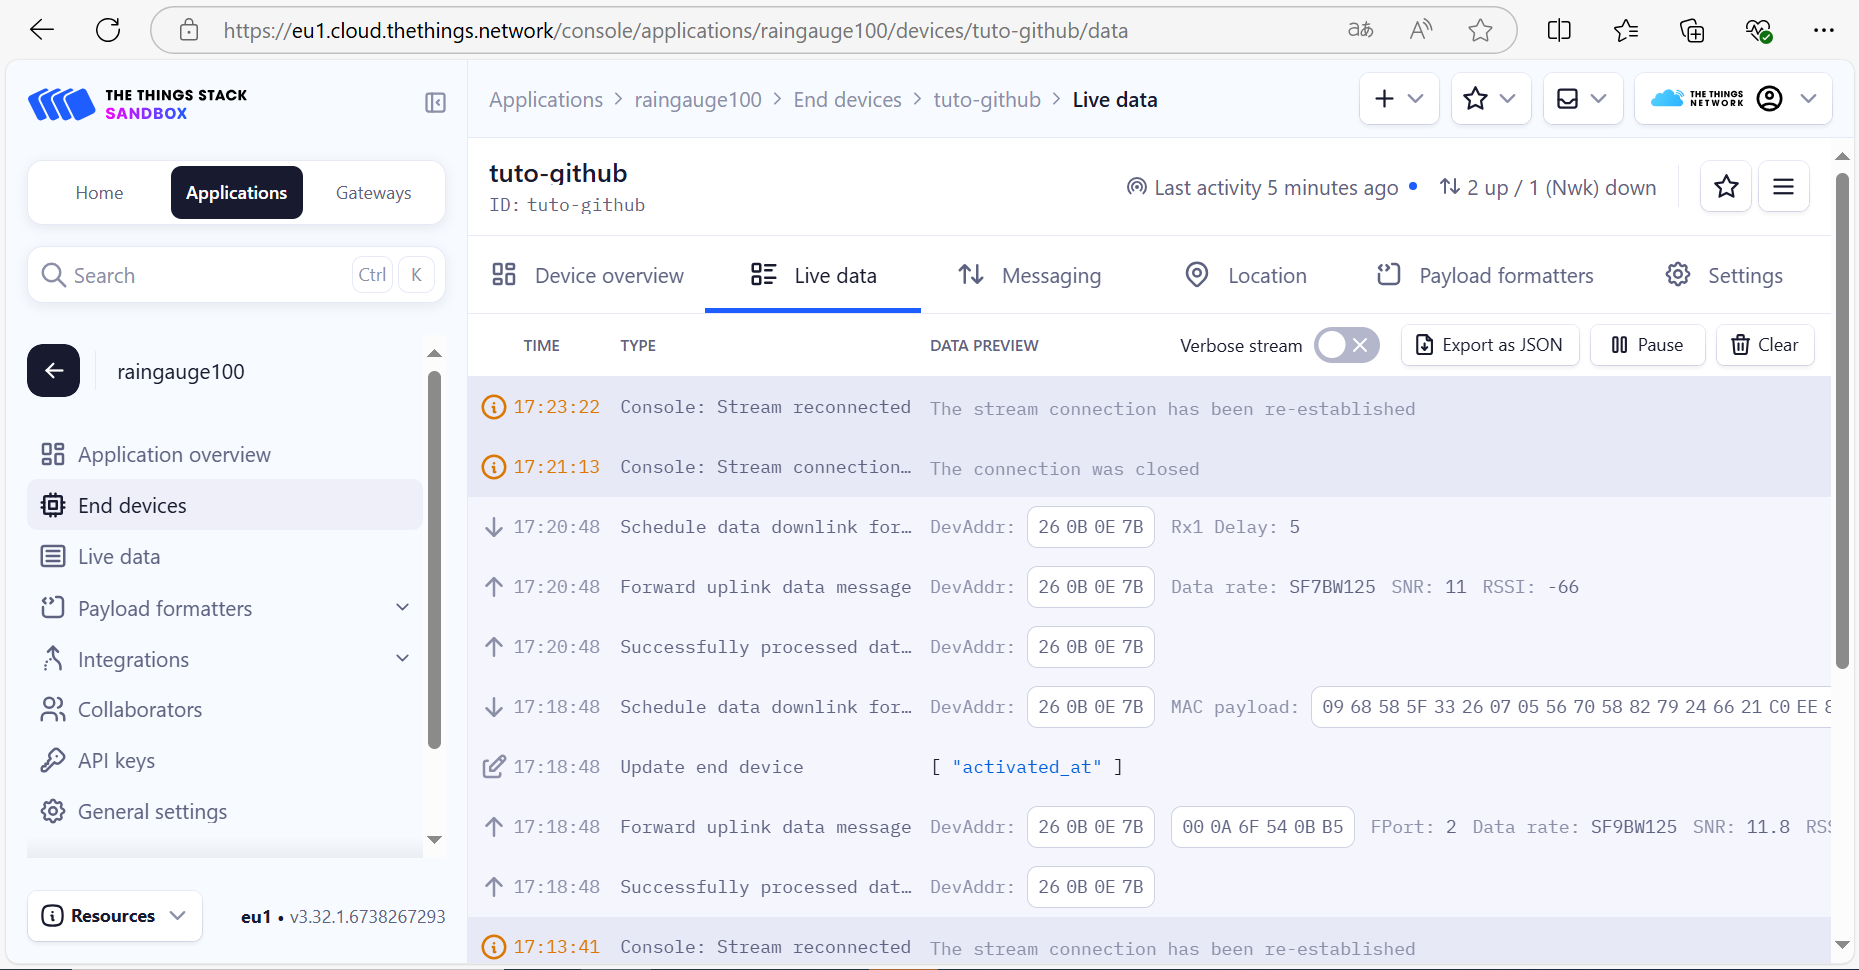 https://eu1.cloud.thethings.network/console/applications/raingauge100/devices/tuto-github/data
THE THINGS STACK
SANDBOX
Applications > raingauge100 > End devices > tuto-github > Live data
THE THINGS
NETWORK
Home
Applications
Gateways
Search Ctrl K
raingauge100
Application overview
End devices
Live data
Payload formatters
Integrations
Collaborators
API keys
General settings
Resources
eu1 • v3.32.1.6738267293
tuto-github
ID: tuto-github
Last activity 5 minutes ago
2 up / 1 (Nwk) down
Device overview
Live data
Messaging
Location
Payload formatters
Settings
TIME TYPE DATA PREVIEW Verbose stream Export as JSON Pause Clear
17:23:22 Console: Stream reconnected The stream connection has been re-established
17:21:13 Console: Stream connection… The connection was closed
17:20:48 Schedule data downlink for… DevAddr: 26 0B 0E 7B Rx1 Delay: 5
17:20:48 Forward uplink data message DevAddr: 26 0B 0E 7B Data rate: SF7BW125 SNR: 11 RSSI: -66
17:20:48 Successfully processed dat… DevAddr: 26 0B 0E 7B
17:18:48 Schedule data downlink for… DevAddr: 26 0B 0E 7B MAC payload: 09 68 58 5F 33 26 07 05 56 70 58 82 79 24 66 21 C0 EE
17:18:48 Update end device [ "activated_at" ]
17:18:48 Forward uplink data message DevAddr: 26 0B 0E 7B 00 0A 6F 54 0B B5 FPort: 2 Data rate: SF9BW125 SNR: 11.8
17:18:48 Successfully processed dat… DevAddr: 26 0B 0E 7B
17:13:41 Console: Stream reconnected The stream connection has been re-established